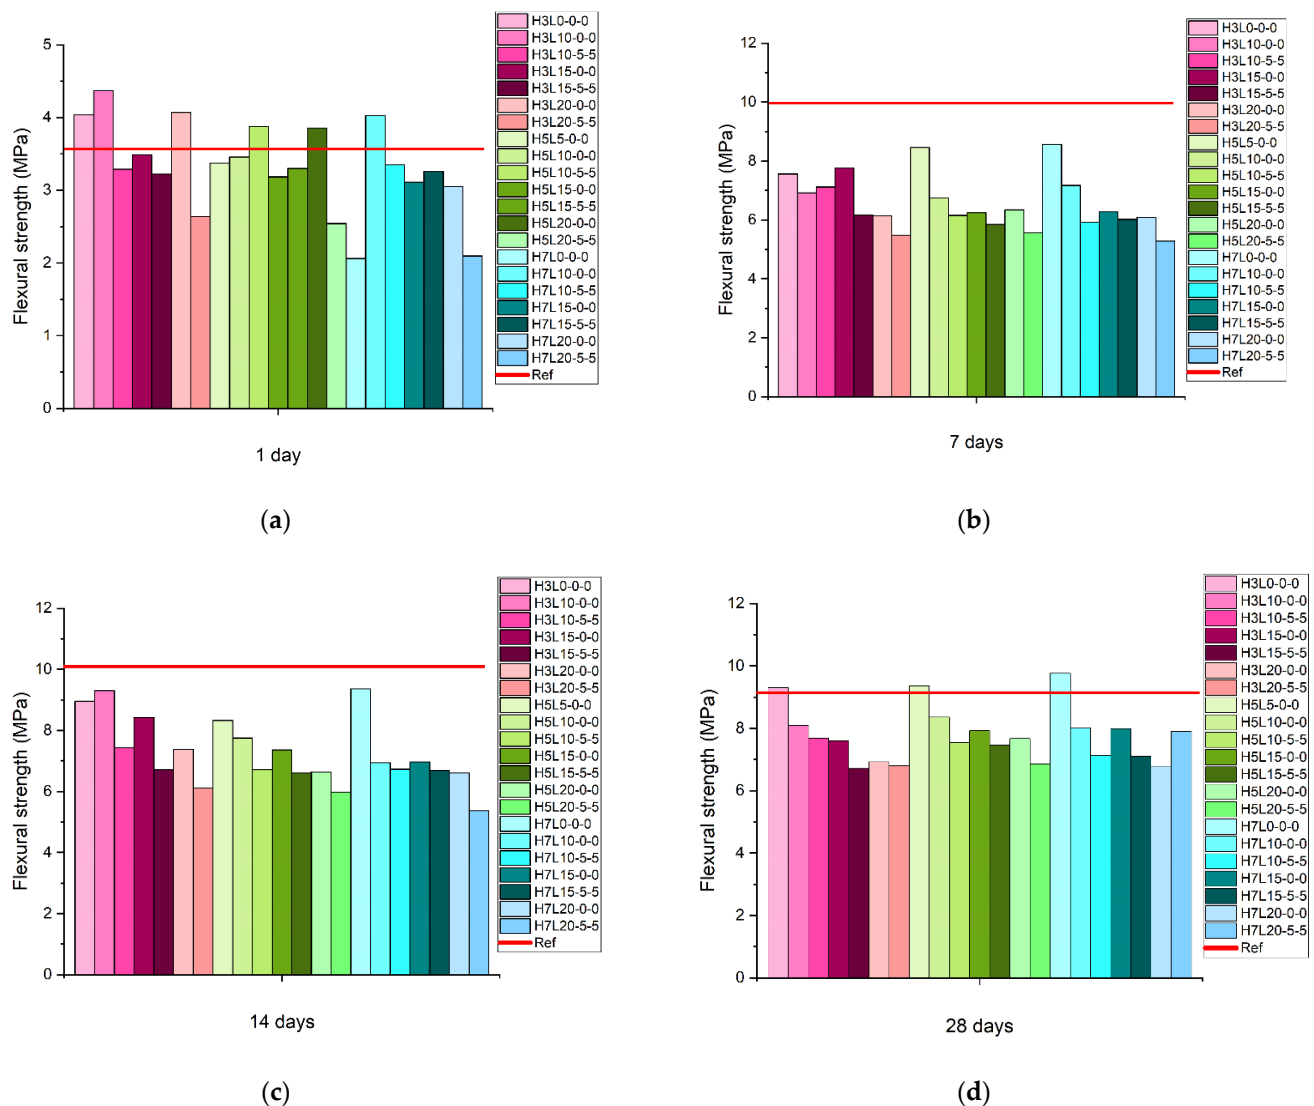 Flexural strength (MPa)
5
4
3
2
1
0
1 day
H3L0-0-0
H3L10-0-0
H3L10-5-5
H3L15-0-0
H3L15-5-5
H3L20-0-0
H3L20-5-5
H5L5-0-0
H5L10-0-0
H5L10-5-5
H5L15-0-0
H5L15-5-5
H5L20-0-0
H5L20-5-5
H7L0-0-0
H7L10-0-0
H7L10-5-5
H7L15-0-0
H7L15-5-5
H7L20-0-0
H7L20-5-5
Ref
(a)
Flexural strength (MPa)
12
10
8
6
4
2
0
7 days
H3L0-0-0
H3L10-0-0
H3L10-5-5
H3L15-0-0
H3L15-5-5
H3L20-0-0
H3L20-5-5
H5L5-0-0
H5L10-0-0
H5L10-5-5
H5L15-0-0
H5L15-5-5
H5L20-0-0
H5L20-5-5
H7L0-0-0
H7L10-0-0
H7L10-5-5
H7L15-0-0
H7L15-5-5
H7L20-0-0
H7L20-5-5
Ref
(b)
Flexural strength (MPa)
12
10
8
6
4
2
0
14 days
H3L0-0-0
H3L10-0-0
H3L10-5-5
H3L15-0-0
H3L15-5-5
H3L20-0-0
H3L20-5-5
H5L5-0-0
H5L10-0-0
H5L10-5-5
H5L15-0-0
H5L15-5-5
H5L20-0-0
H5L20-5-5
H7L0-0-0
H7L10-0-0
H7L10-5-5
H7L15-0-0
H7L15-5-5
H7L20-0-0
H7L20-5-5
Ref
(c)
Flexural strength (MPa)
12
10
8
6
4
2
0
28 days
H3L0-0-0
H3L10-0-0
H3L10-5-5
H3L15-0-0
H3L15-5-5
H3L20-0-0
H3L20-5-5
H5L5-0-0
H5L10-0-0
H5L10-5-5
H5L15-0-0
H5L15-5-5
H5L20-0-0
H5L20-5-5
H7L0-0-0
H7L10-0-0
H7L10-5-5
H7L15-0-0
H7L15-5-5
H7L20-0-0
H7L20-5-5
Ref
(d)